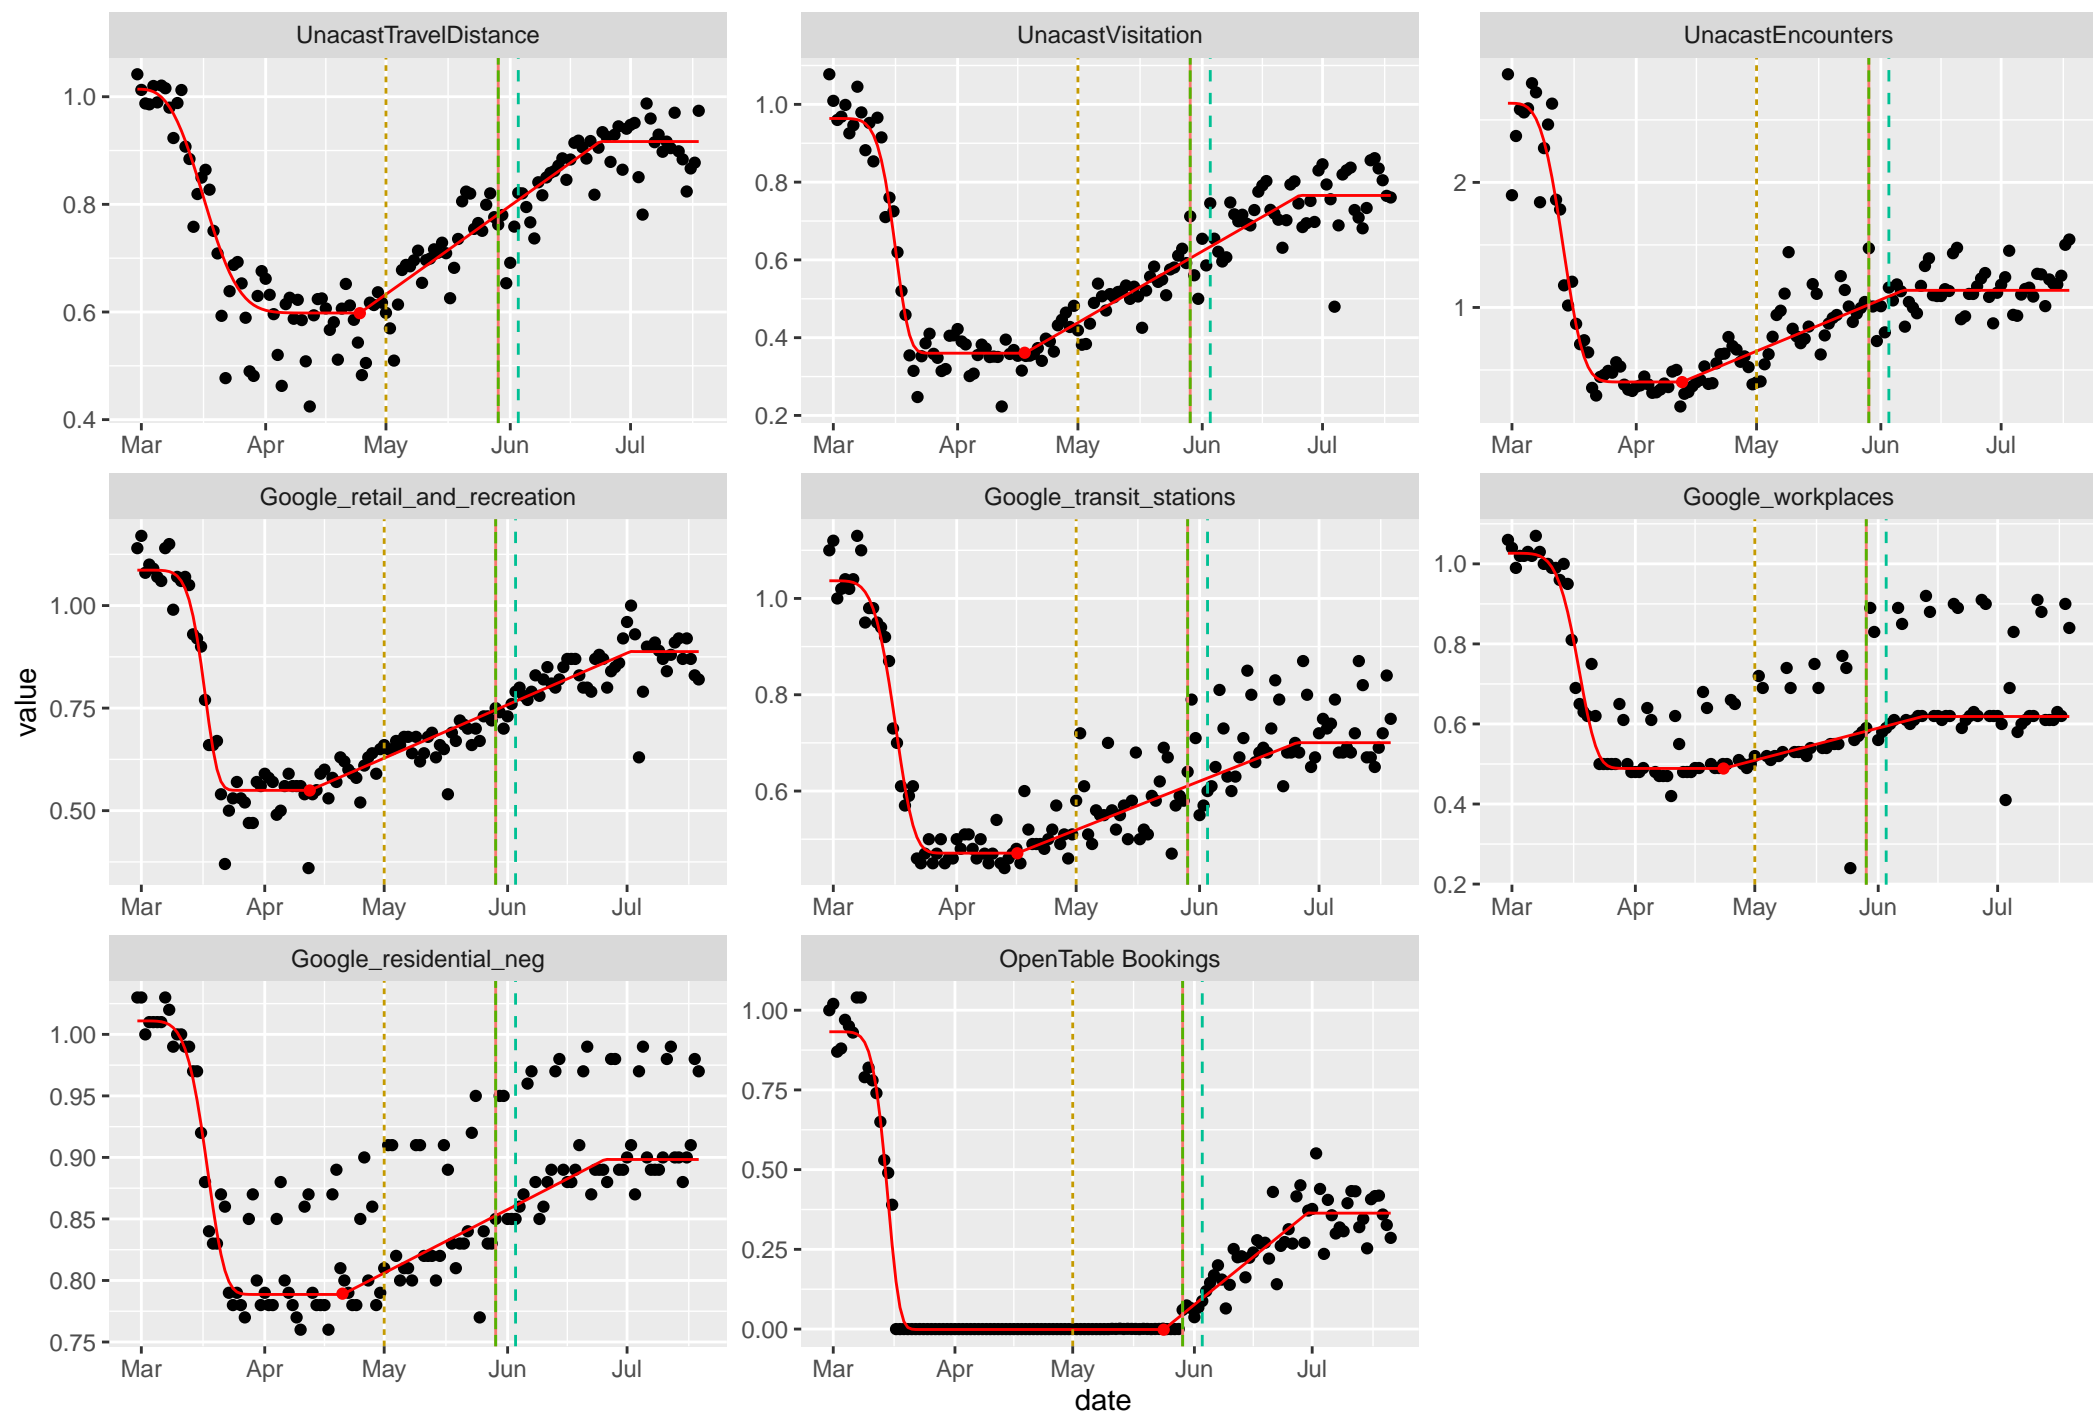 UnacastTravelDistance
UnacastVisitation
UnacastEncounters
1.0
0.8
0.6
0.4
1.0
0.8
0.6
0.4
0.2
2
1
Mar Apr May Jun Jul
Mar Apr May Jun Jul
Mar Apr May Jun Jul
Google_retail_and_recreation
Google_transit_stations
Google_workplaces
1.00
0.75
0.50
1.0
0.8
0.6
1.0
0.8
0.6
0.4
0.2
value
Mar Apr May Jun Jul
Mar Apr May Jun Jul
Mar Apr May Jun Jul
Google_residential_neg
OpenTable Bookings
1.00
0.95
0.90
0.85
0.80
0.75
1.00
0.75
0.50
0.25
0.00
Mar Apr May Jun Jul
Mar Apr May Jun Jul
date